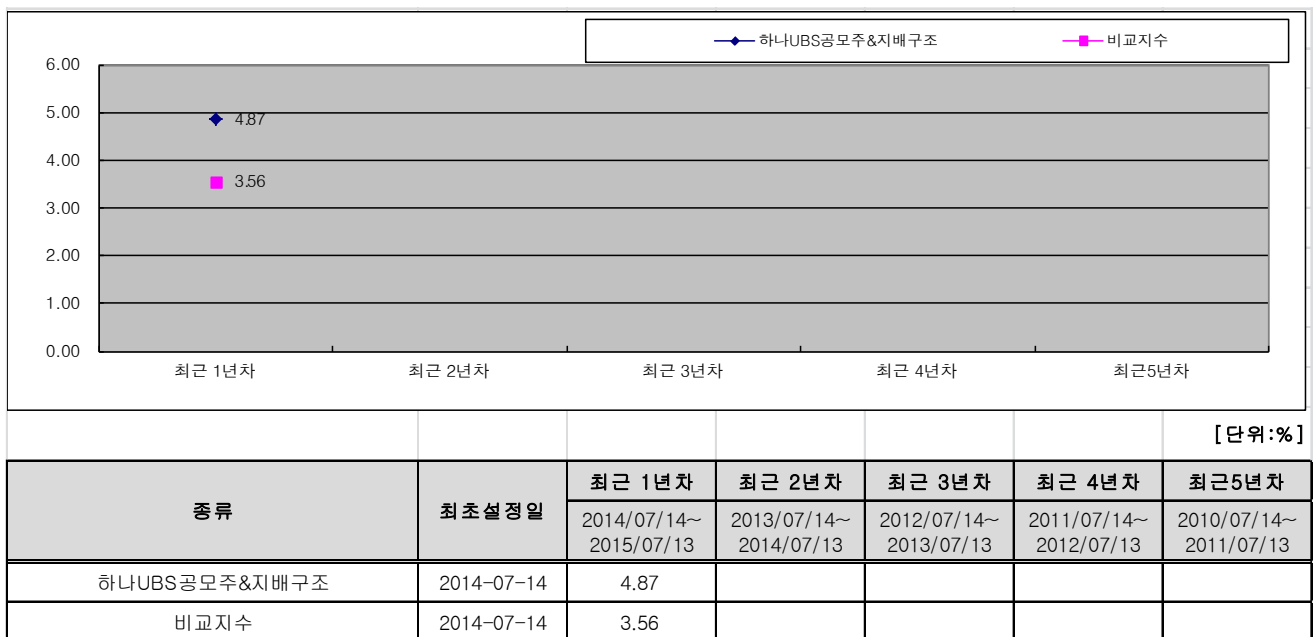 하나UBS공모주&지배구조 비교지수
6.00
5.00
4.87
4.00
3.56
3.00
2.00
1.00
0.00
최근 1년차 최근 2년차 최근 3년차 최근 4년차 최근5년차
[단위:%]
종류 최초설정일 최근 1년차 최근 2년차 최근 3년차 최근 4년차 최근5년차
2014/07/14~ 2013/07/14~ 2012/07/14~ 2011/07/14~ 2010/07/14~
2015/07/13 2014/07/13 2013/07/13 2012/07/13 2011/07/13
하나UBS공모주&지배구조 2014-07-14 4.87
비교지수 2014-07-14 3.56